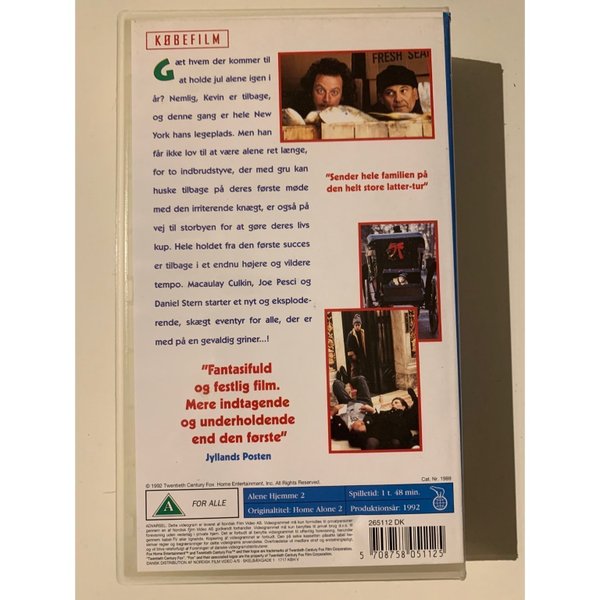 KØBEFILM
Gæt hvem der kommer til
at holde jul alene igen i
år? Nemlig, Kevin er tilbage,
og denne gang er hele New
York hans legeplads. Men han
får ikke lov til at være alene ret længe,
for to indbrudstyve, der med gru kan
huske tilbage på deres første møde
med den irriterende knægt, er også på
vej til storbyen for at gøre deres livs
kup. Hele holdet fra den første succes
er tilbage i et endnu højere og vildere
tempo. Macaulay Culkin, Joe Pesci og
Daniel Stern starter et nyt og eksplode-
rende, skægt eventyr for alle, der er
med på en gevaldig griner...!
FRESH SEA
"Sender hele familien på
den helt store latter-tur"
"Fantasifuld
og festlig film.
Mere indtagende
og underholdende
end den første"
Jyllands Posten
© 1992 Twentieth Century Fox. Home Entertainment, Inc. All Rights Reserved.
Cat. Nr. 1989
A
FOR ALLE
Alene Hjemme 2
Spilletid: 1 t. 48 min.
Originaltitel: Home Alone 2
Produktionsår: 1992
265112 DK
5 708758 051125
DANSK DISTRIBUTION AF NORDISK FILM VIDEO A/S